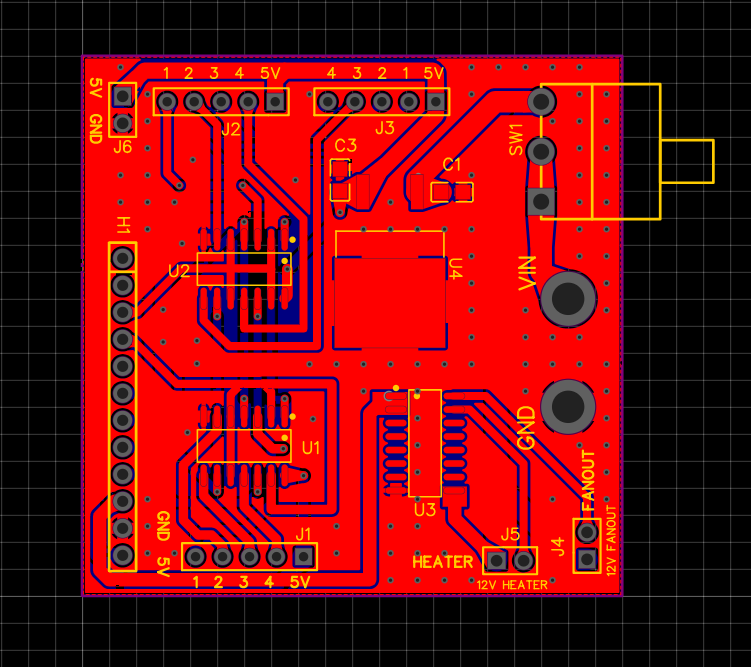 5V
1 2 3 4 5V
4 3 2 1 5V
GND
J6
J2
J3
SW1
C3
C1
H1
U2
U4
VIN
U1
GND
U3
FANOUT
GND
5V
J1
1 2 3 4 5V
HEATER
J5
J4
12V HEATER
12V FANOUT